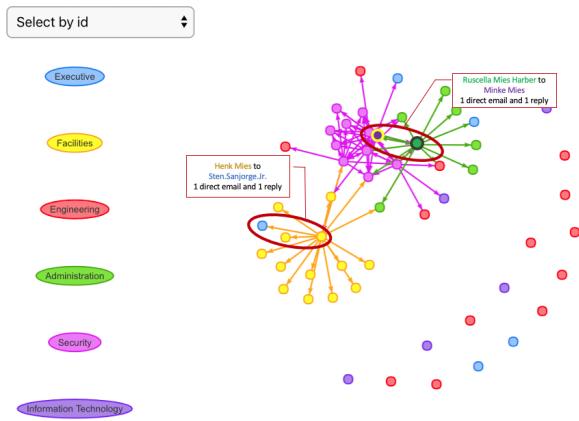 Select by id
Executive
Ruscella Mies Harber to
Minke Mies
1 direct email and 1 reply
Facilities
Henk Mies to
Sten.Sanjorge.Jr.
1 direct email and 1 reply
Engineering
Administration
Security
Information Technology